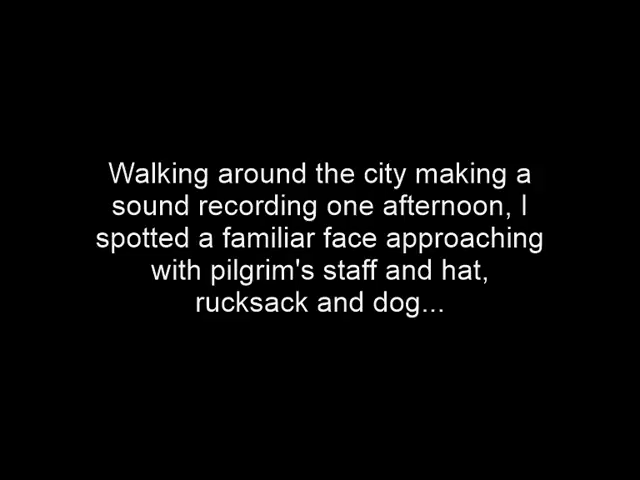 Walking around the city making a
sound recording one afternoon, I
spotted a familiar face approaching
with pilgrim's staff and hat,
rucksack and dog...